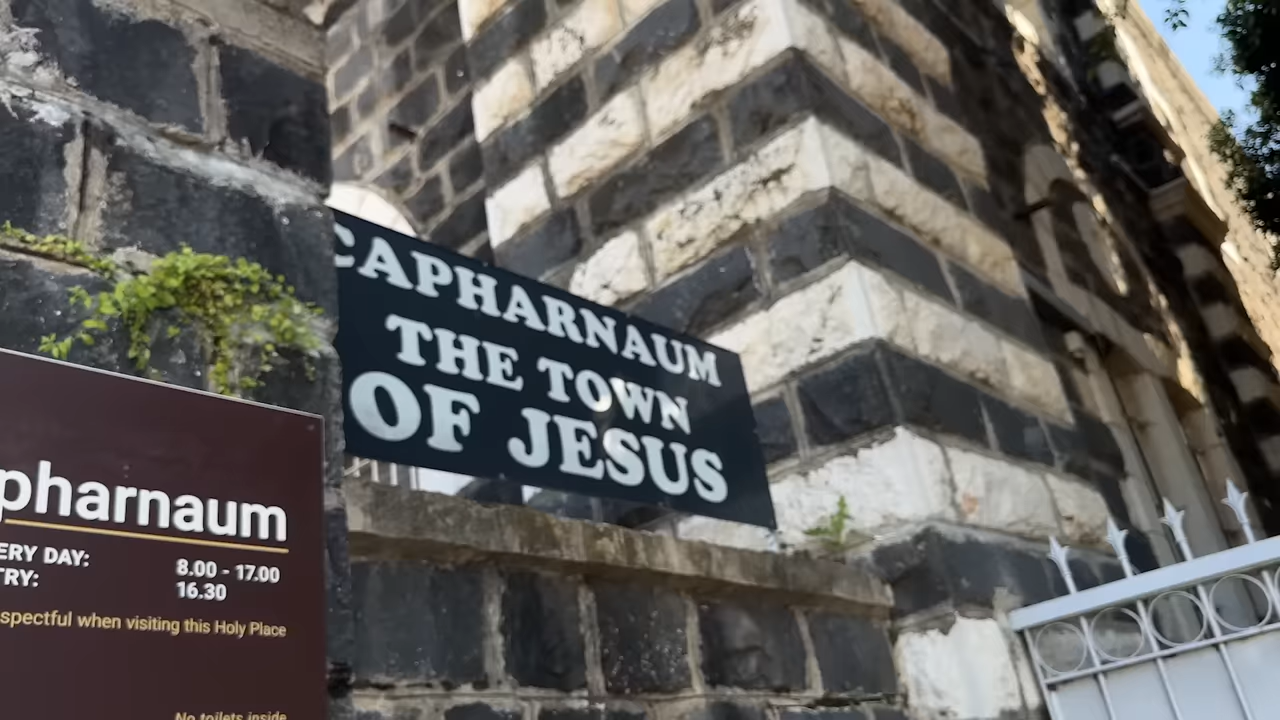 CAPHARNAUM
THE TOWN
OF JESUS
pharnaum
ERY DAY: 8.00 - 17.00
TRY: 16.30
spectful when visiting this Holy Place
No toilets inside